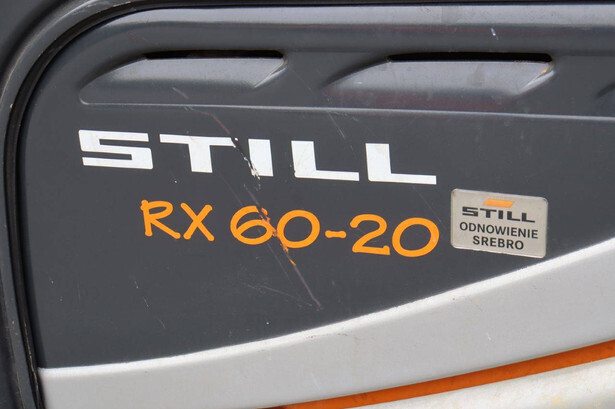 STILL
RX 60-20
STILL
ODNOWIENIE
SREBRO